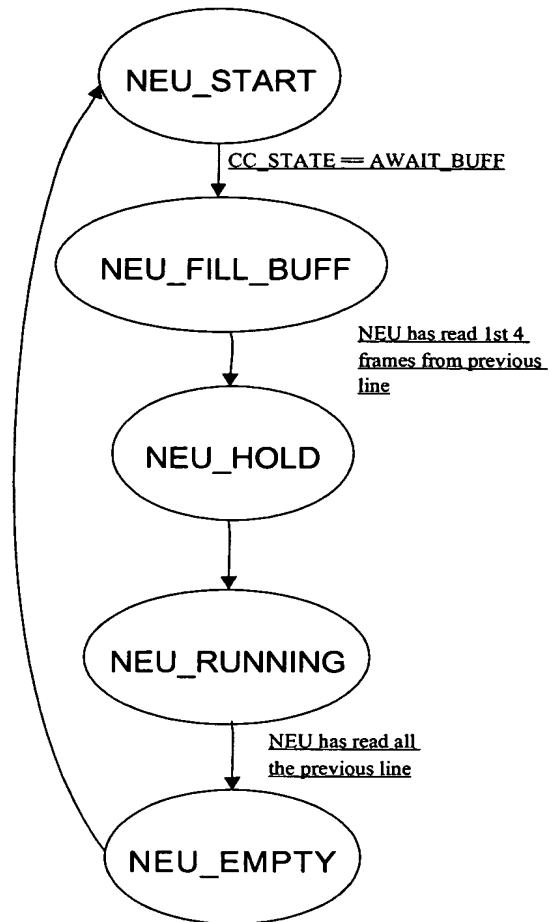 NEU_START
CC_STATE == AWAIT_BUFF
NEU_FILL_BUFF
NEU has read 1st 4
frames from previous
line
NEU_HOLD
NEU_RUNNING
NEU has read all
the previous line
NEU_EMPTY